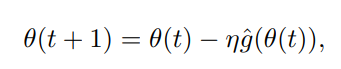 θ(t + 1) = θ(t) − ηĝ(θ(t)),